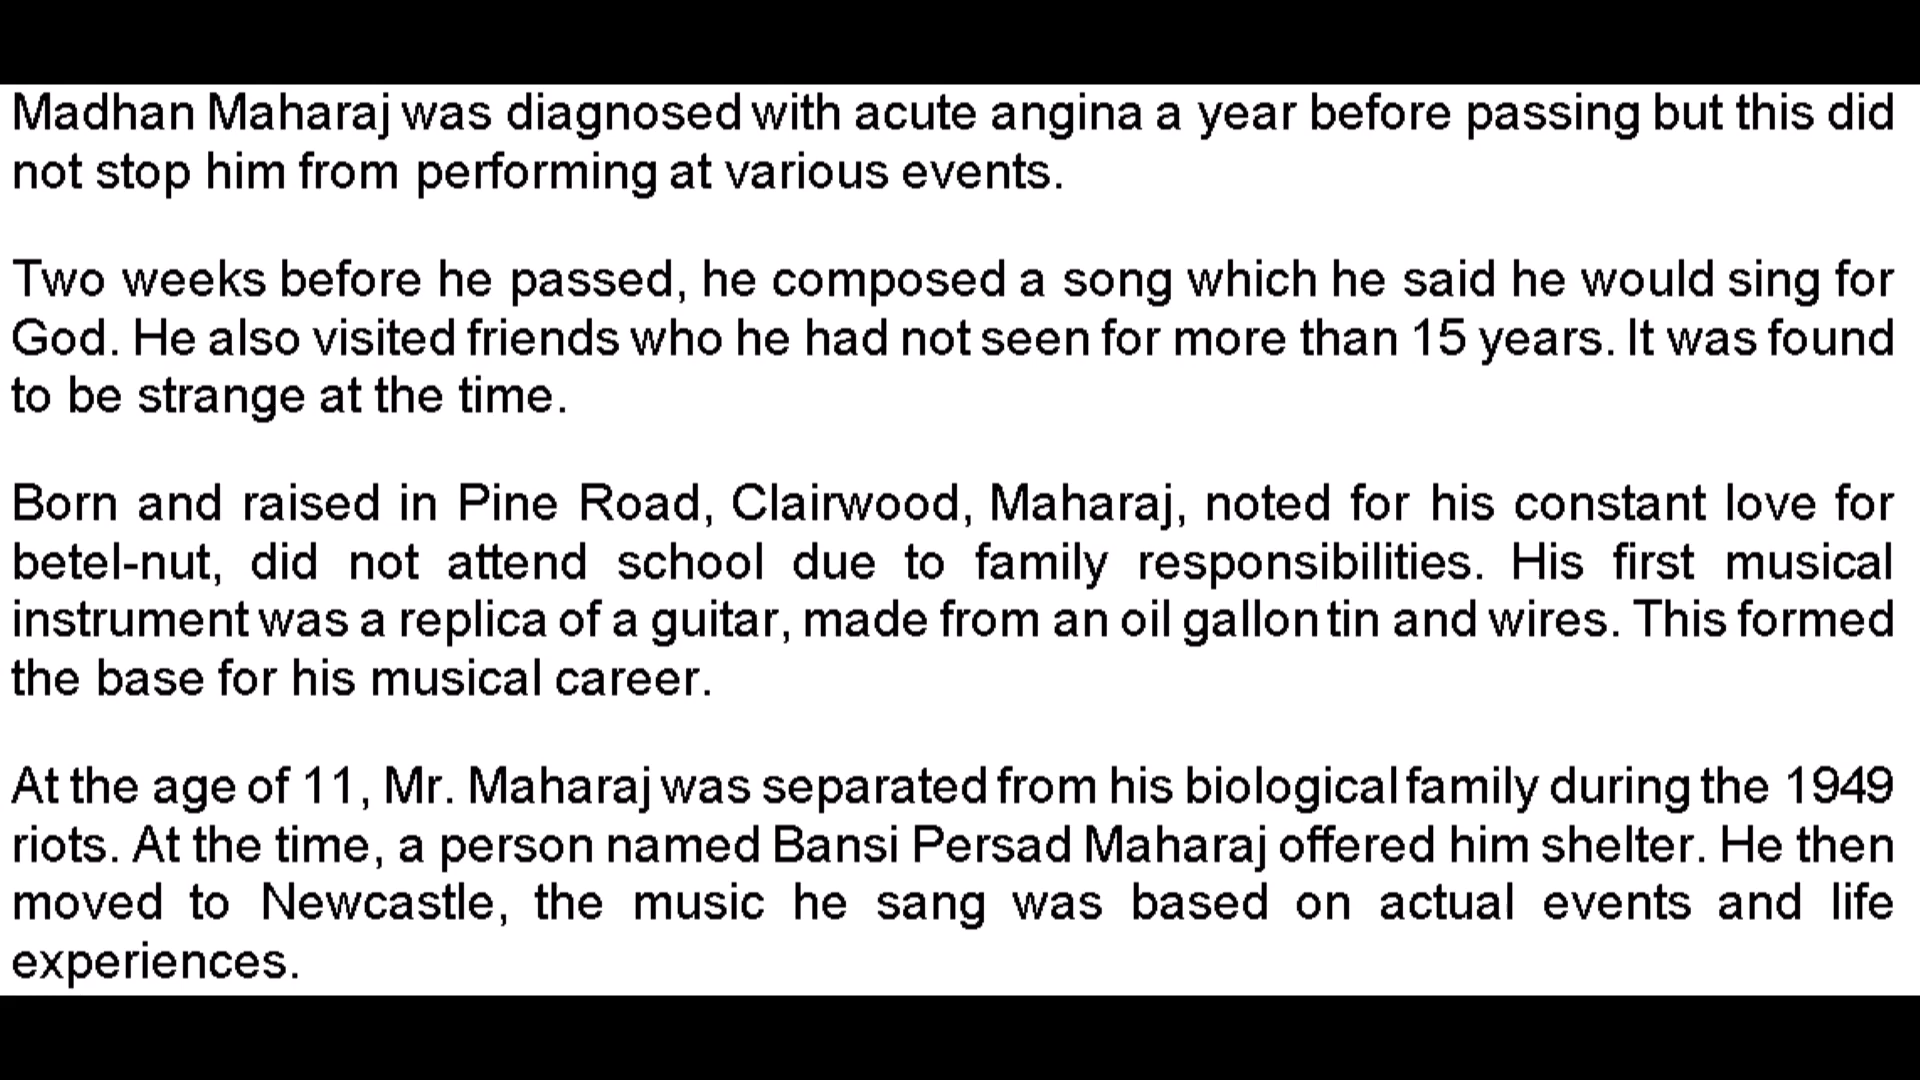 Madhan Maharaj was diagnosed with acute angina a year before passing but this did
not stop him from performing at various events.
Two weeks before he passed, he composed a song which he said he would sing for
God. He also visited friends who he had not seen for more than 15 years. It was found
to be strange at the time.
Born and raised in Pine Road, Clairwood, Maharaj, noted for his constant love for
betel-nut, did not attend school due to family responsibilities. His first musical
instrument was a replica of a guitar, made from an oil gallon tin and wires. This formed
the base for his musical career.
At the age of 11, Mr. Maharaj was separated from his biological family during the 1949
riots. At the time, a person named Bansi Persad Maharaj offered him shelter. He then
moved to Newcastle, the music he sang was based on actual events and life
experiences.